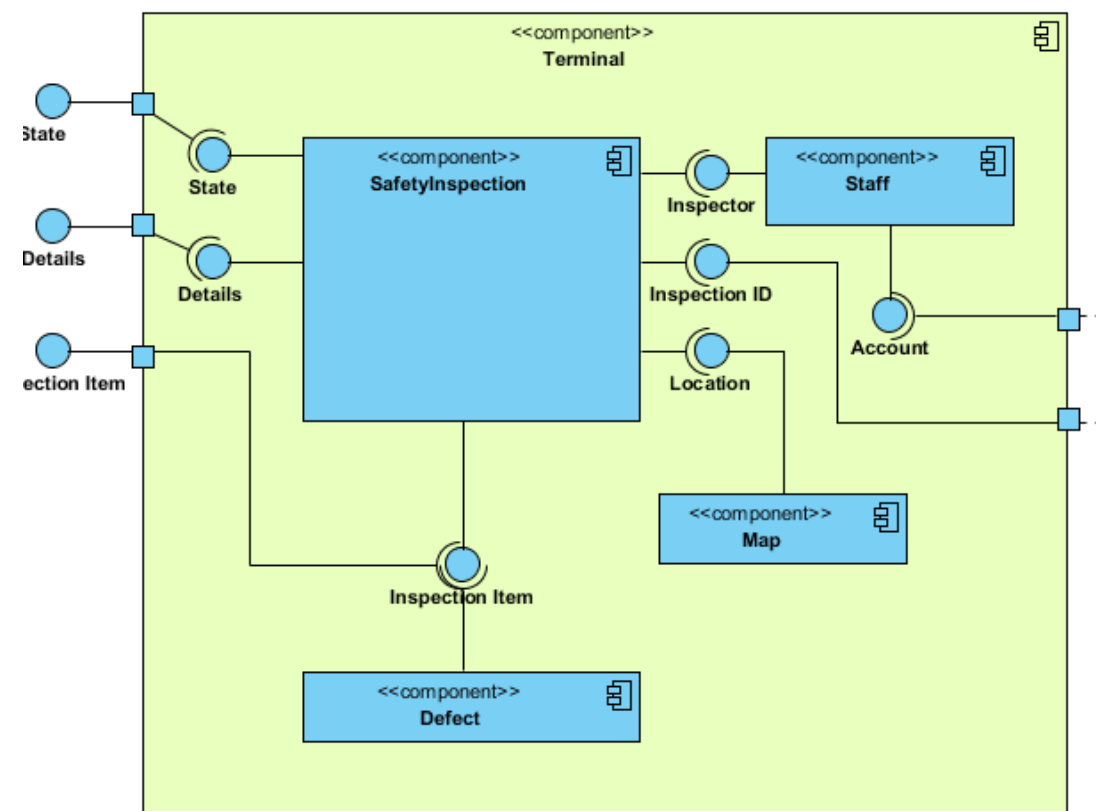 <<component>>
Terminal
State
State
<<component>>
SafetyInspection
Inspector
<<component>>
Staff
Details
Details
Inspection ID
Account
ection Item
Location
<<component>>
Map
Inspection Item
<<component>>
Defect